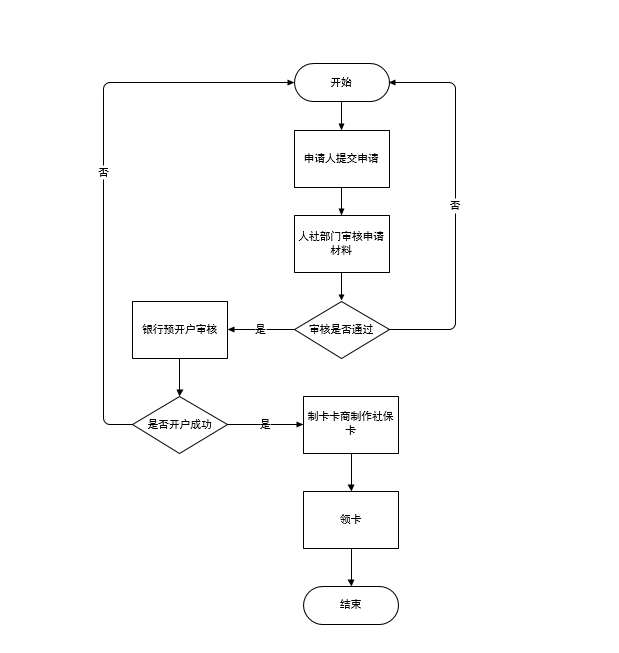 开始
申请人提交申请
否
否
人社部门审核申请
材料
银行预开户审核
是
审核是否通过
是否开户成功
是
制卡卡商制作社保
卡
领卡
结束